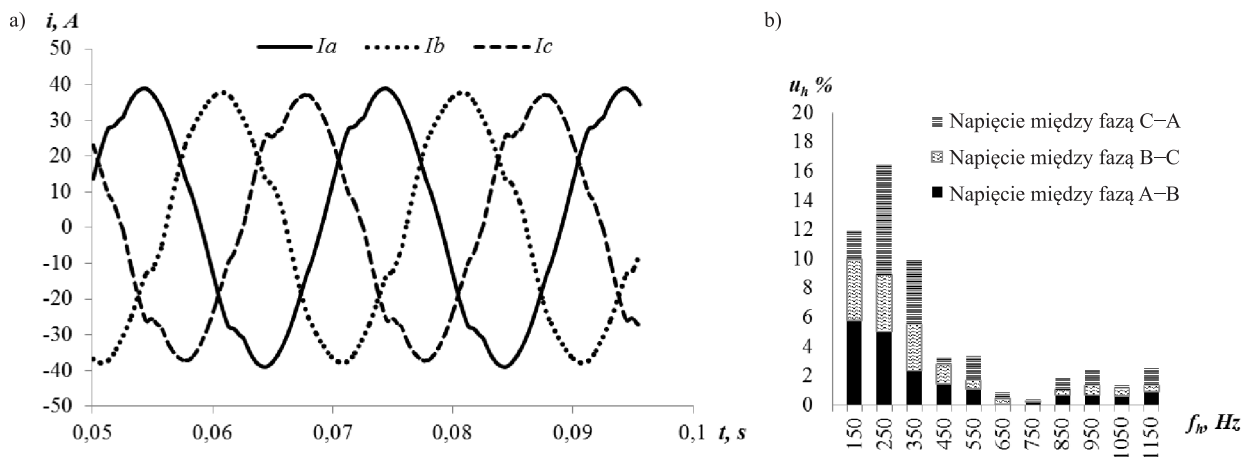 a)
i, A
50
40
30
20
10
0
-10
-20
-30
-40
-50
Ia Ib Ic
0,05 0,06 0,07 0,08 0,09 0,1
t, s
b)
u_h %
20
18
16
14
12
10
8
6
4
2
0
Napięcie między fazą C−A
Napięcie między fazą B−C
Napięcie między fazą A−B
150 250 350 450 550 650 750 850 950 1050 1150
f_h, Hz